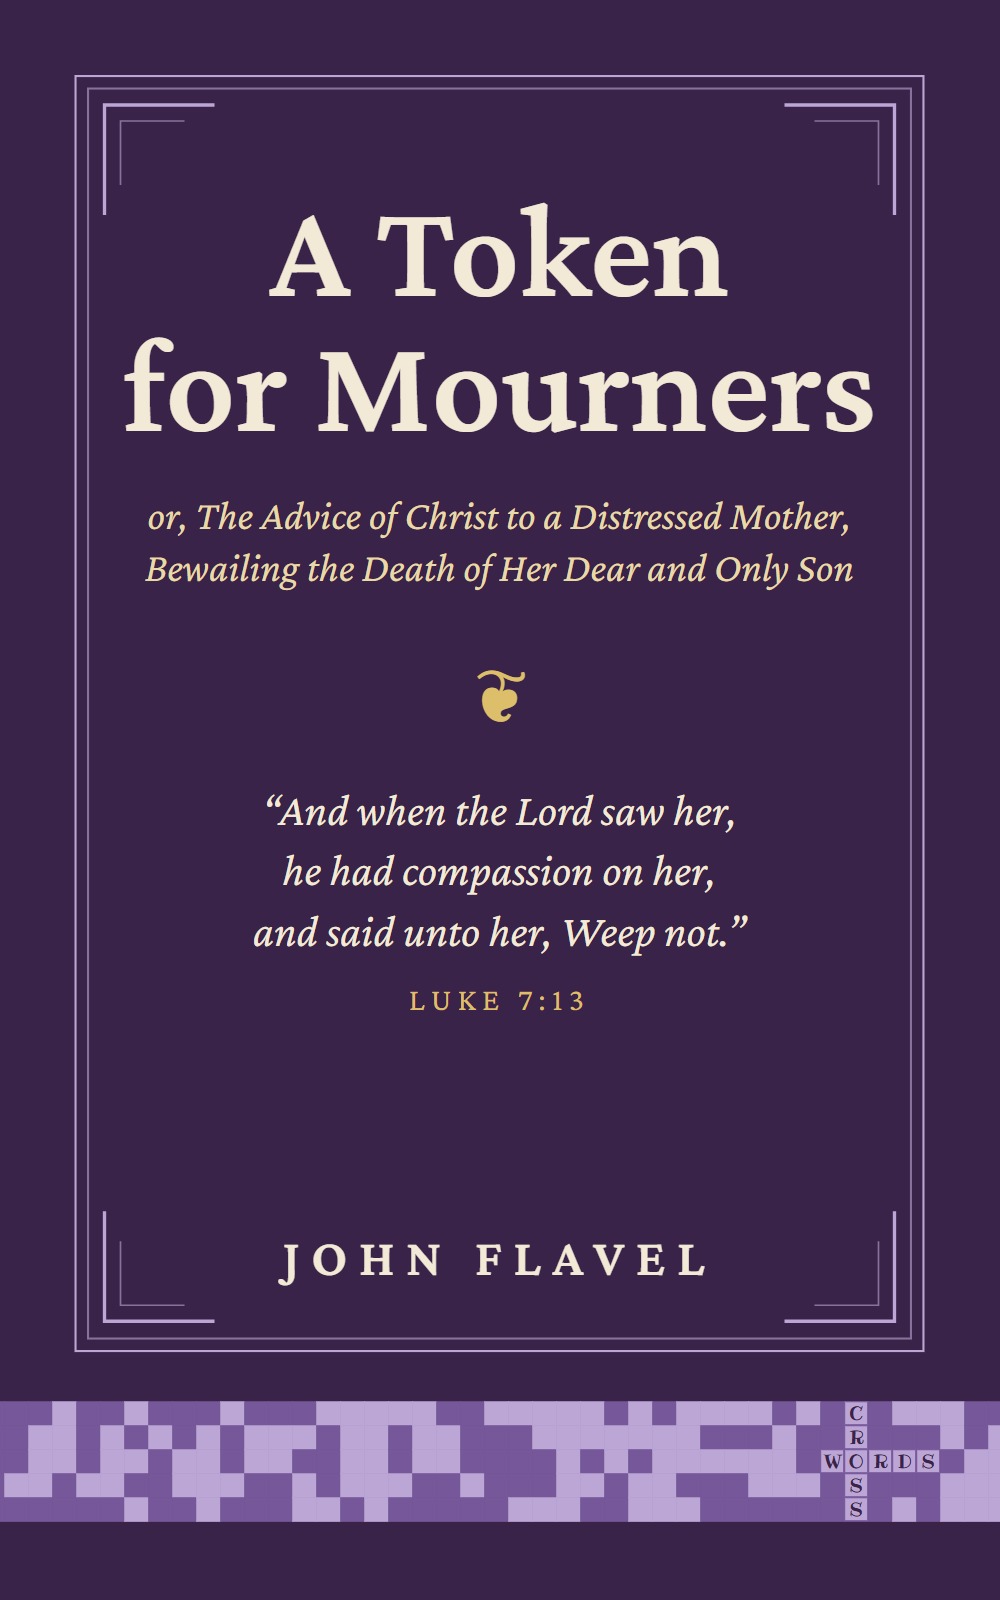 A Token
for Mourners
or, The Advice of Christ to a Distressed Mother,
Bewailing the Death of Her Dear and Only Son
“And when the Lord saw her,
he had compassion on her,
and said unto her, Weep not.”
LUKE 7:13
JOHN FLAVEL
CROSS
WORDS